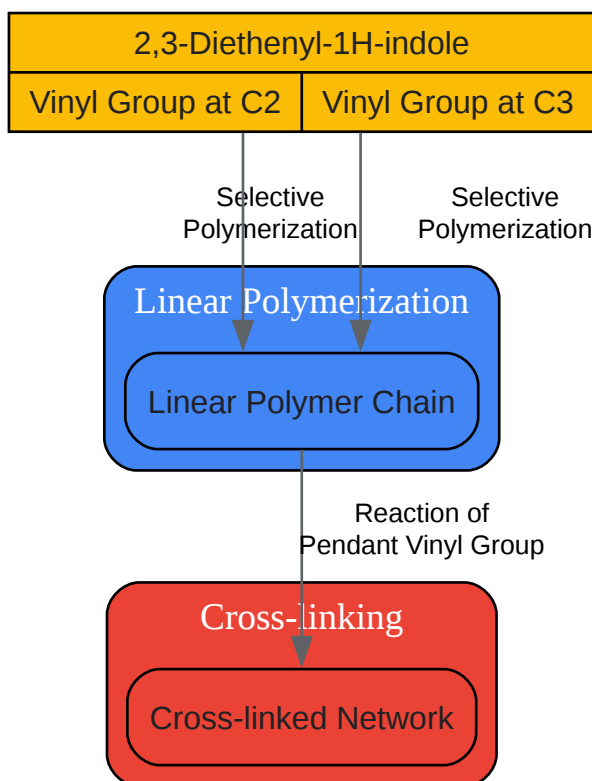 2,3-Diethenyl-1H-indole
Vinyl Group at C2
Vinyl Group at C3
Selective
Polymerization
Selective
Polymerization
Linear Polymerization
Linear Polymer Chain
Reaction of
Pendant Vinyl Group
Cross-linking
Cross-linked Network